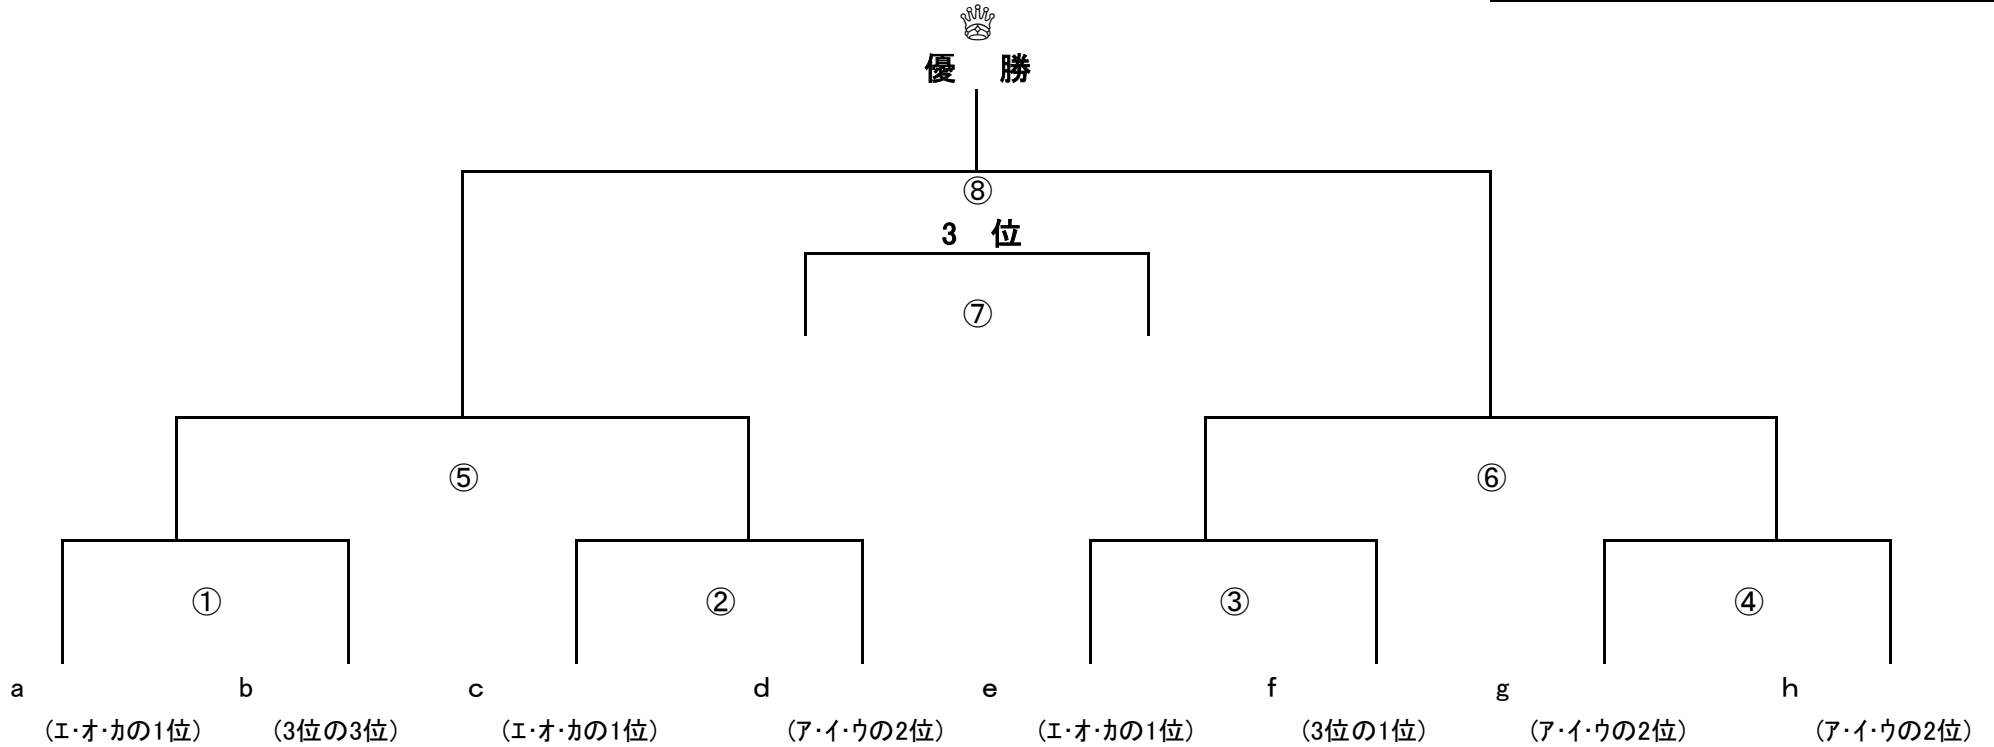 優　勝
⑧
3　位
⑦
⑤
⑥
①
②
③
④
a b c d e f g h
(ｴ･ｵ･ｶの1位) (3位の3位) (ｴ･ｵ･ｶの1位) (ｱ･ｲ･ｳの2位) (ｴ･ｵ･ｶの1位) (3位の1位) (ｱ･ｲ･ｳの2位) (ｱ･ｲ･ｳの2位)